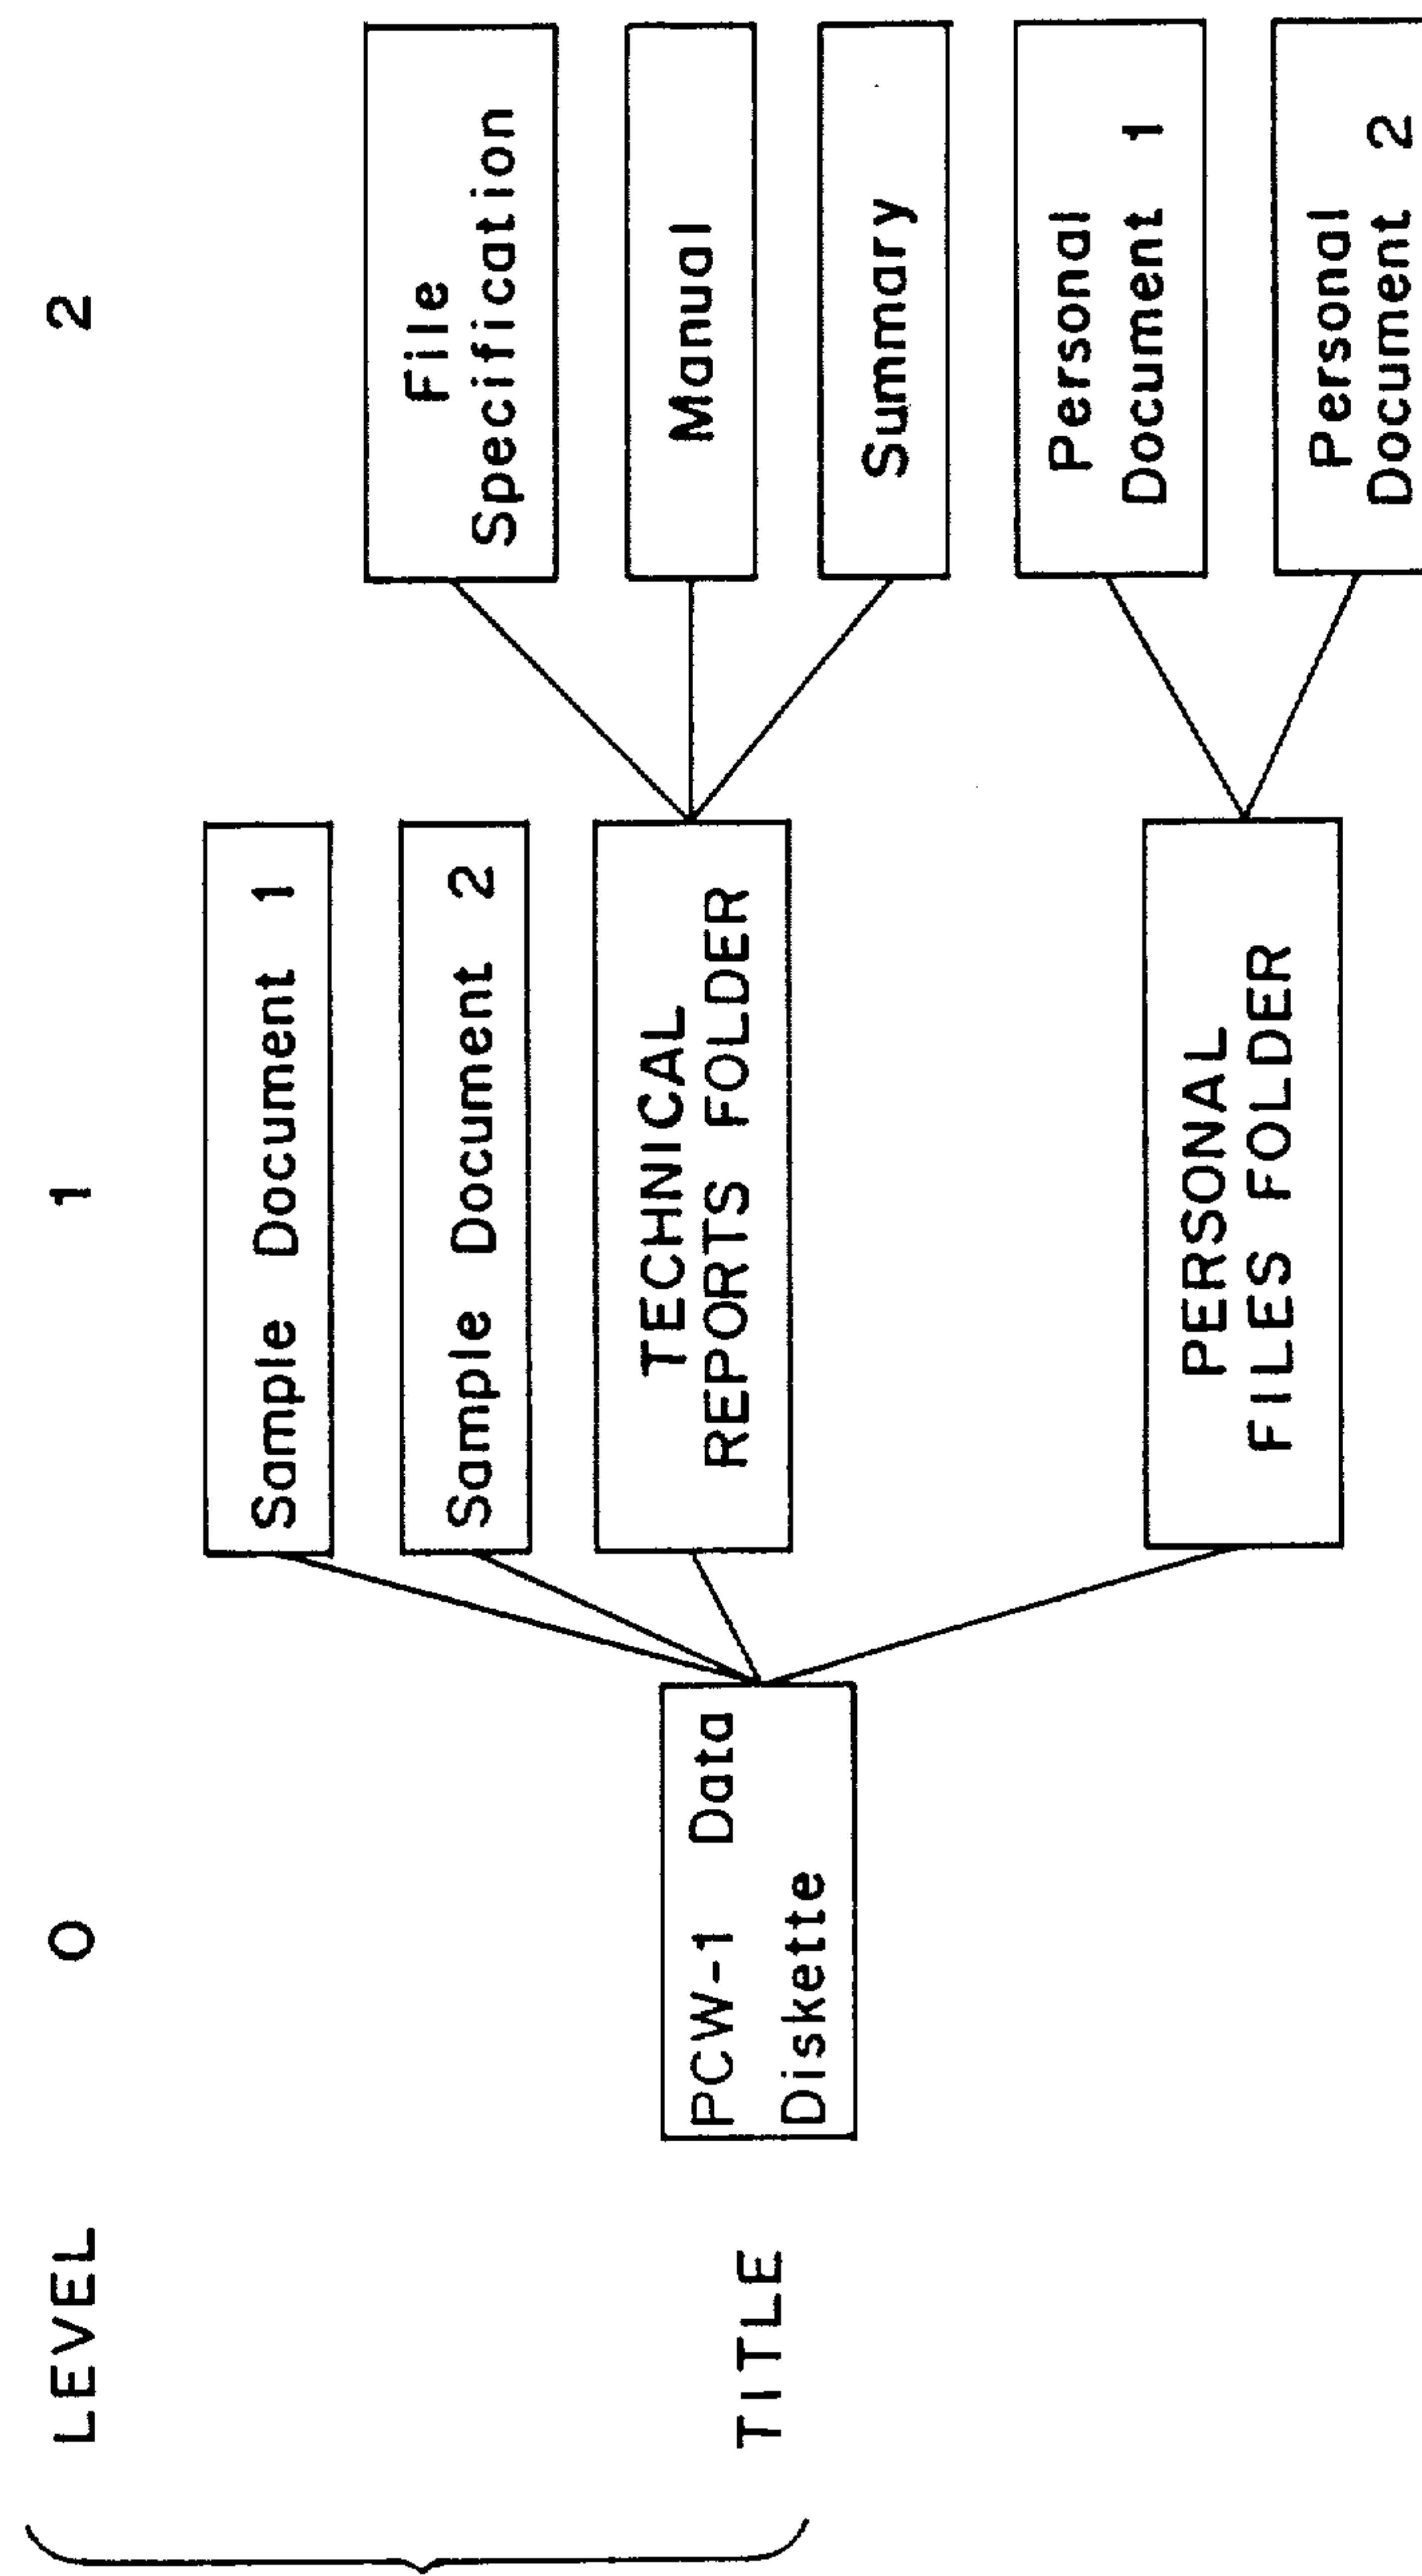 LEVEL 0 1 2
Sample Document 1
Sample Document 2
File
Specification
TITLE
PCW-1 Data
Diskette
TECHNICAL
REPORTS FOLDER
Manual
Summary
PERSONAL
FILES FOLDER
Personal
Document 1
Personal
Document 2